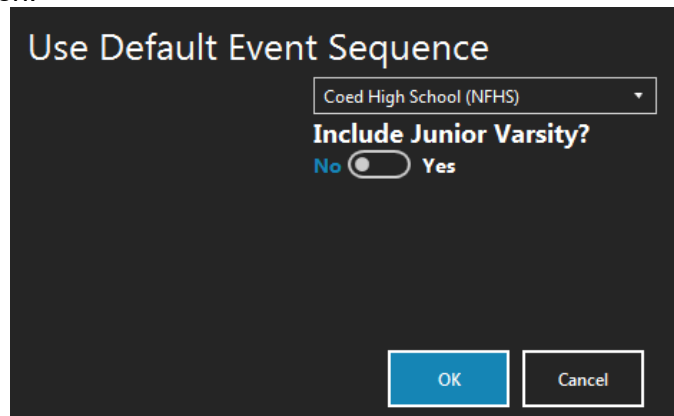 Use Default Event Sequence
Coed High School (NFHS)
Include Junior Varsity?
No Yes
OK Cancel